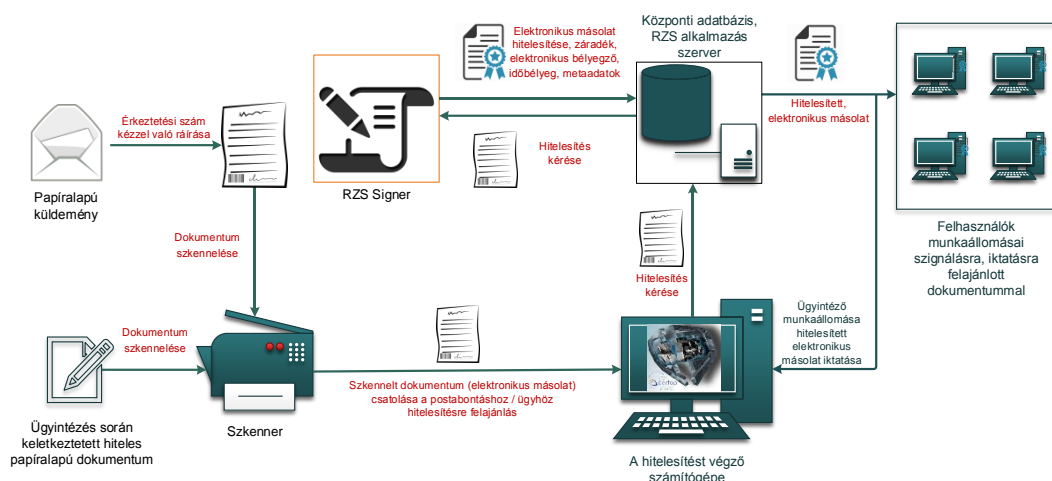 Elektronikus másolat
hitelesítése, záradék,
elektronikus bélyegző,
időbélyeg, metaadatok
Központi adatbázis,
RZS alkalmazás
szerver
Érkeztetési szám
kézzel való ráírása
Hitelesítés
kérése
Hitelesített,
elektronikus másolat
Papíralapú
küldemény
RZS Signer
Felhasználók
munkaállomásai
szignálásra, iktatásra
felajánlott
dokumentummal
Dokumentum
szkennelése
Hitelesítés
kérése
Ügyintéző
munkaállomása
hitelesített
elektronikus
másolat iktatása
Dokumentum
szkennelése
Szkennelt dokumentum (elektronikus másolat)
csatolása a postabontáshoz / ügyhöz
hitelesítésre felajánlás
Szkenner
Ügyintézés során
keletkeztetett hiteles
papíralapú dokumentum
A hitelesítést végző
számítógépe